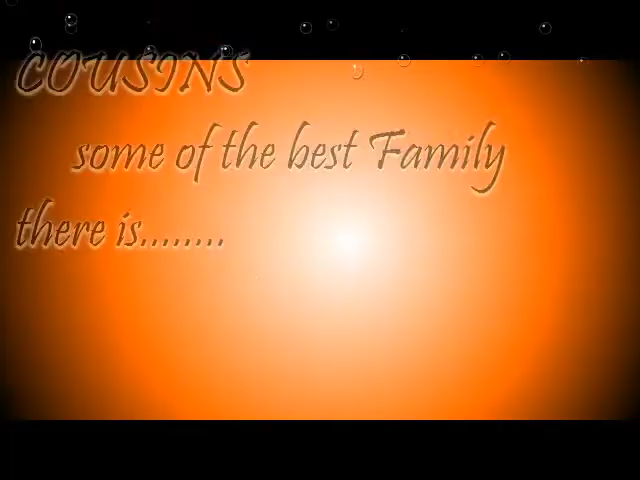 COUSINS
some of the best Family
there is........